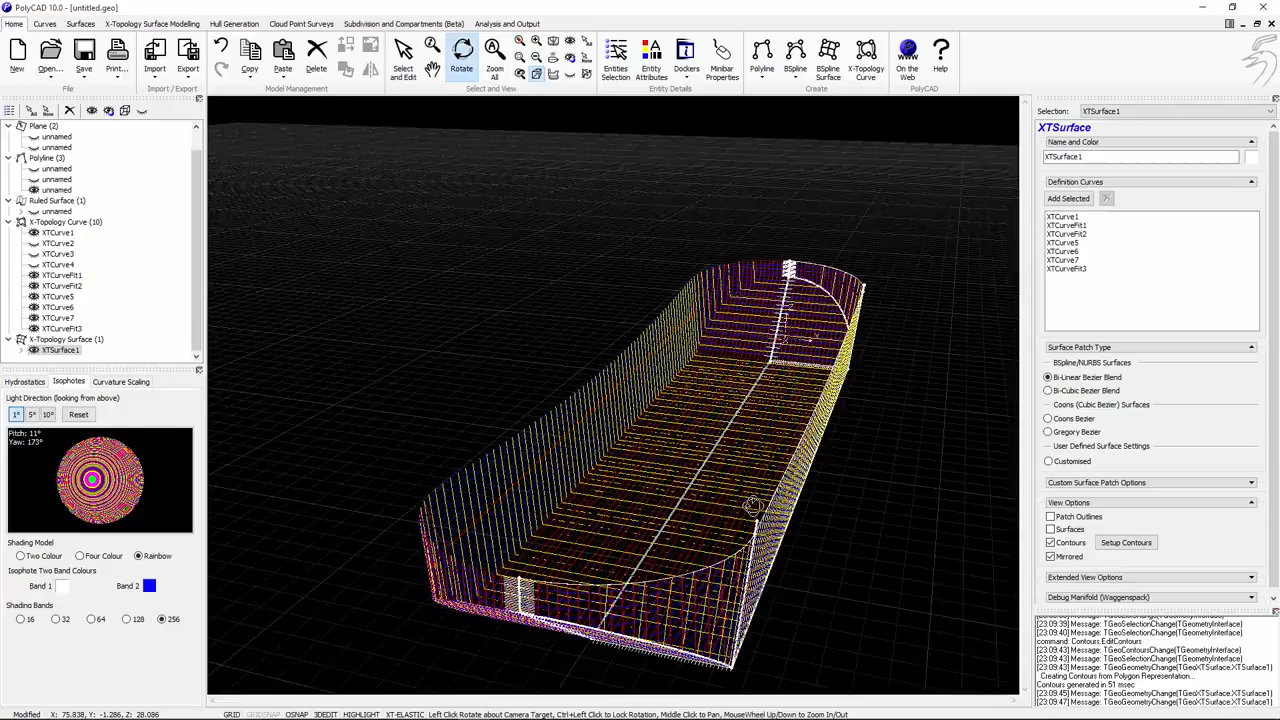 PolyCAD 10.0 - [untitled.geo]
Home Curves Surfaces X-Topology Surface Modelling Hull Generation Cloud Point Surveys Subdivision and Compartments (Beta) Analysis and Output
New Open... Save Print... Import Export Copy Paste Delete Select and Edit Rotate Zoom All Entities Selection Entity Attributes Dockers Minibar Properties Polyline BSpline BSpline Surface X-Topology Curve On the Web Help
File Import / Export Model Management Select and View Entity Details Create PolyCAD
Plane (2)
unnamed
unnamed
Polyline (3)
unnamed
unnamed
unnamed
Ruled Surface (1)
unnamed
X-Topology Curve (10)
XTCurve1
XTCurve2
XTCurve3
XTCurve4
XTCurveFit1
XTCurveFit2
XTCurve5
XTCurve6
XTCurve7
XTCurveFit3
X-Topology Surface (1)
XTSurface1
Hydrostatics Isophotes Curvature Scaling
Light Direction (looking from above)
1° 5° 10° Reset
Pitch: 11°
Yaw: 173°
Shading Model
Two Colour Four Colour Rainbow
Isophote Two Band Colours
Band 1 Band 2
Shading Bands
16 32 64 128 256
Selection: XTSurface1
XTSurface
Name and Color
XTSurface1
Definition Curves
Add Selected
XTCurve1
XTCurveFit1
XTCurveFit2
XTCurve5
XTCurve6
XTCurve7
XTCurveFit3
Surface Patch Type
BSpline/NURBS Surfaces
Bi-Linear Bezier Blend
Bi-Cubic Bezier Blend
Coons (Cubic Bezier) Surfaces
Coons Bezier
Gregory Bezier
User Defined Surface Settings
Customised
Custom Surface Patch Options
View Options
Patch Outlines
Surfaces
Contours Setup Contours
Mirrored
Extended View Options
Debug Manifold (Waggenspack)
[23:09:39] Message: TGeoSelectionChange(TGeometryInterface)
[23:09:40] Message: TGeoSelectionChange(TGeometryInterface)
command: Contours.EditContours
[23:09:43] Message: TGeoContoursChange(TGeometryInterface)
[23:09:43] Message: TGeoSelectionChange(TGeometryInterface)
[23:09:43] Message: TGeoGeometryChange(TGeoXTSurface.XTSurface1)
Creating Contours from Polygon Representation...
Contours generated in 51 msec
[23:09:45] Message: TGeoGeometryChange(TGeoXTSurface.XTSurface1)
[23:09:47] Message: TGeoGeometryChange(TGeoXTSurface.XTSurface1)
Modified X: 75.838, Y: -1.286, Z: 28.086 GRID GRIDSNAP OSNAP 3DEDIT HIGHLIGHT XT-ELASTIC Left Click Rotate about Camera Target, Ctrl+Left Click to Lock Rotation, Middle Click to Pan, MouseWheel Up/Down to Zoom In/Out